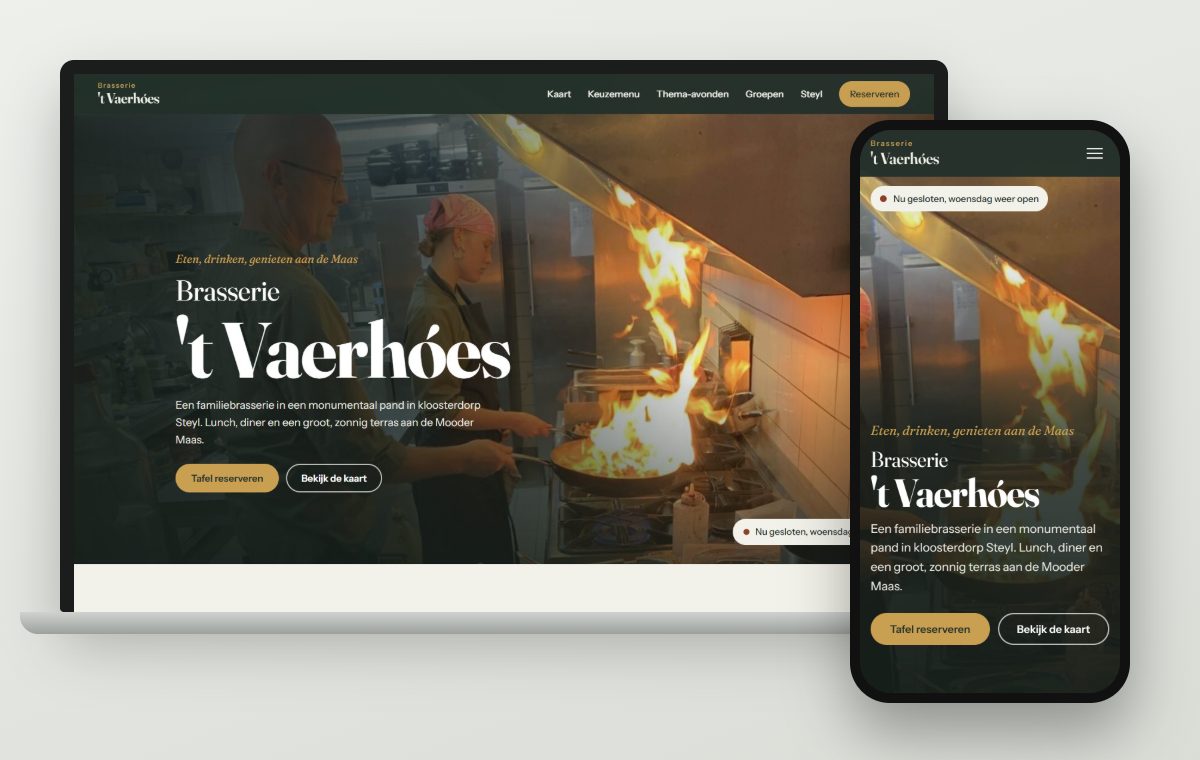 Brasserie
't Vaerhóes
Kaart Keuzemenu Thema-avonden Groepen Steyl Reserveren
Eten, drinken, genieten aan de Maas
Brasserie
't Vaerhóes
Een familiebrasserie in een monumentaal pand in kloosterdorp
Steyl. Lunch, diner en een groot, zonnig terras aan de Mooder
Maas.
Tafel reserveren Bekijk de kaart
Nu gesloten, woensdag
Brasserie
't Vaerhóes
Nu gesloten, woensdag weer open
Eten, drinken, genieten aan de Maas
Brasserie
't Vaerhóes
Een familiebrasserie in een monumentaal
pand in kloosterdorp Steyl. Lunch, diner en
een groot, zonnig terras aan de Mooder
Maas.
Tafel reserveren Bekijk de kaart